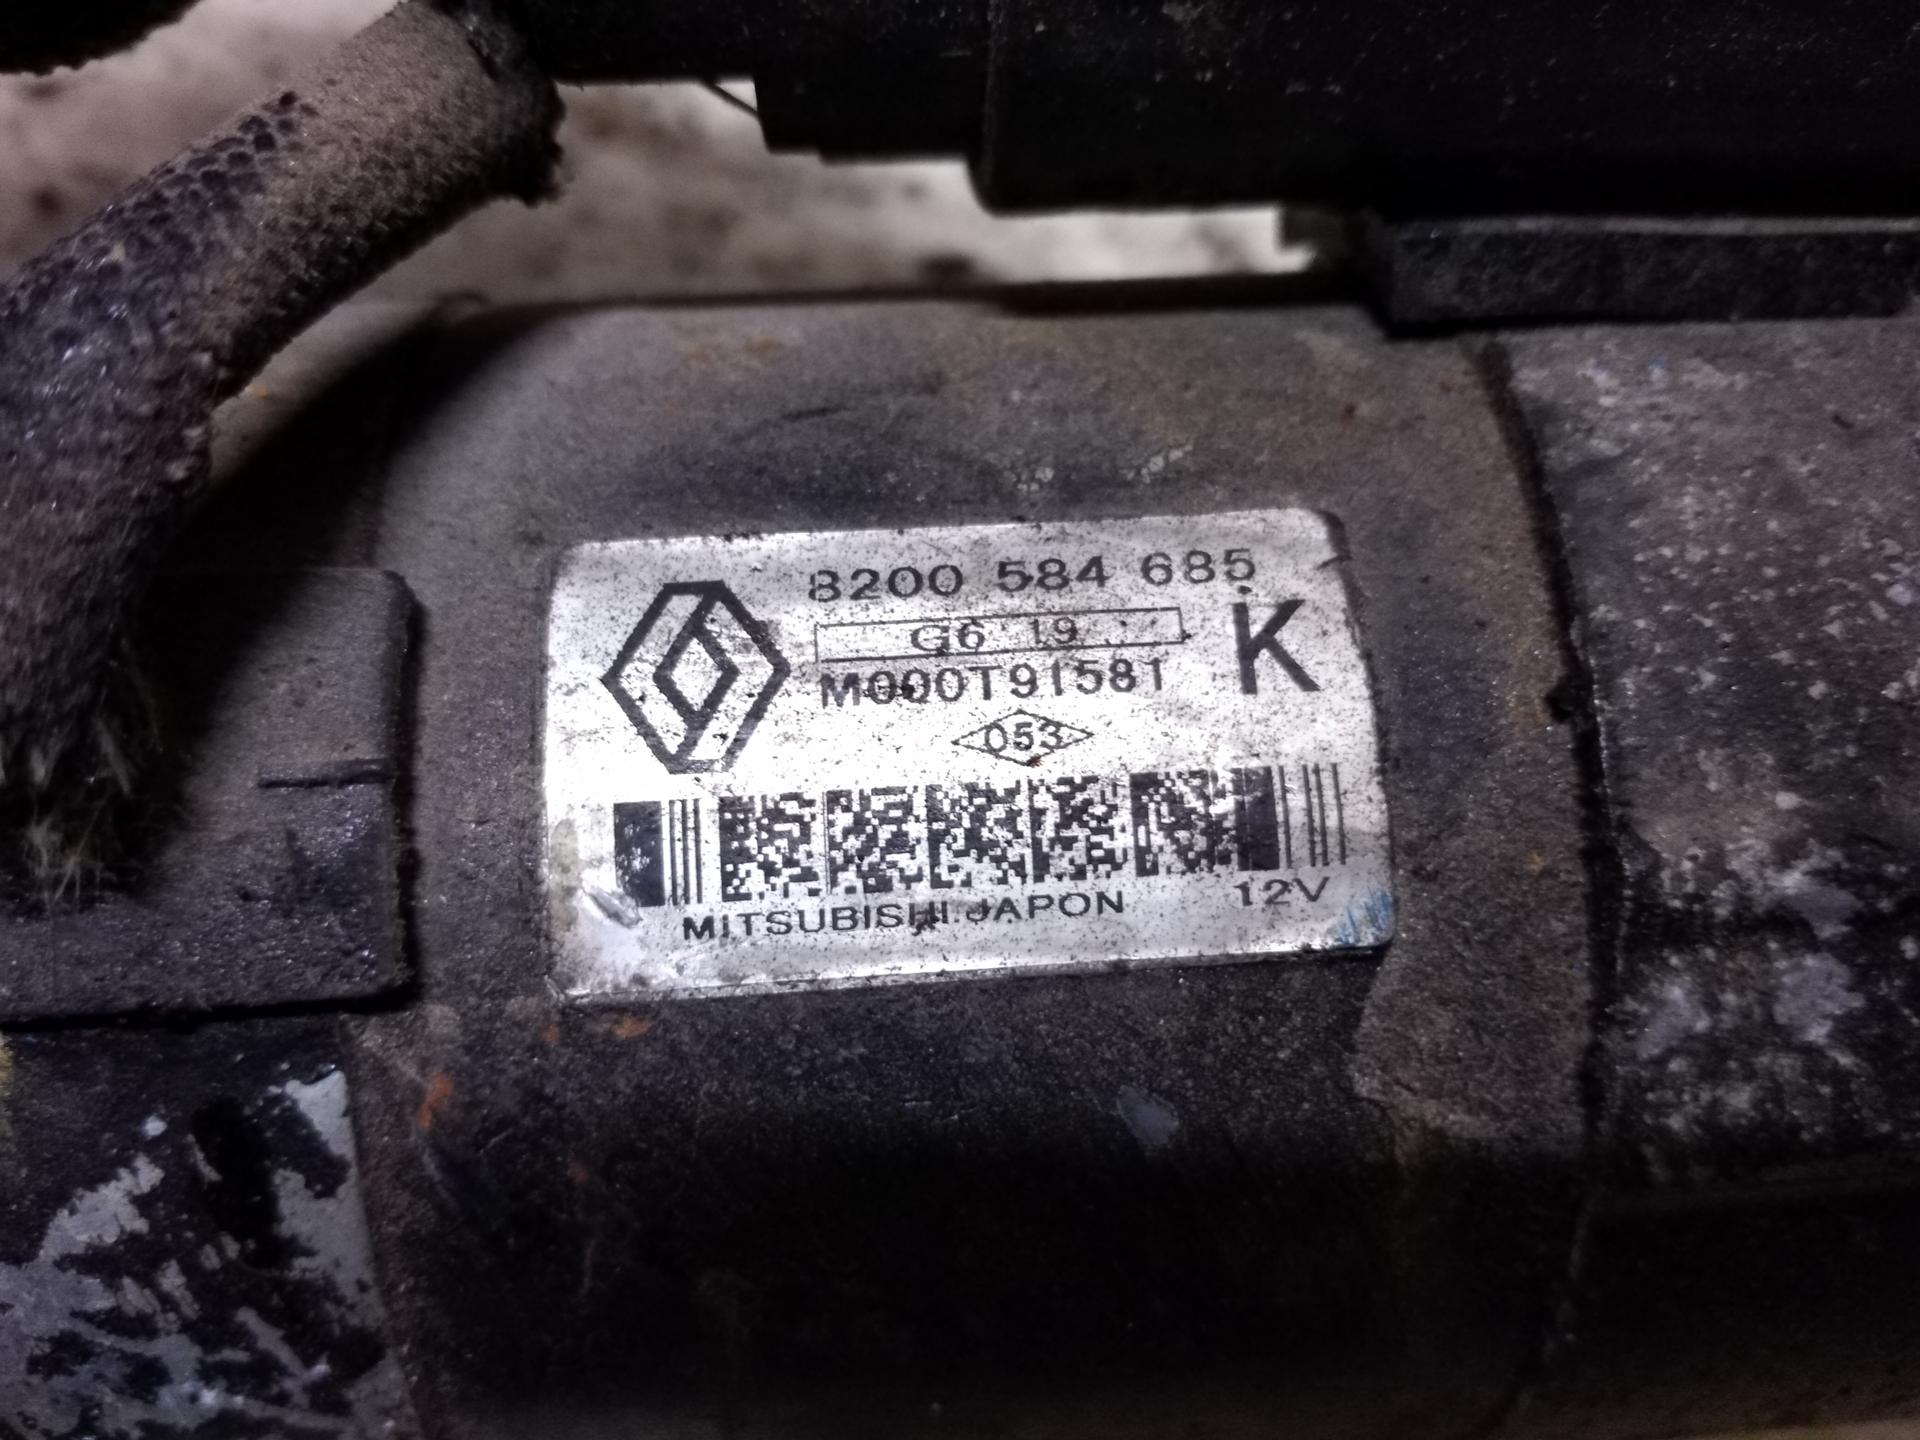 8200 584 685
G6 19
K
M000T91581
053
MITSUBISHI.JAPON 12V